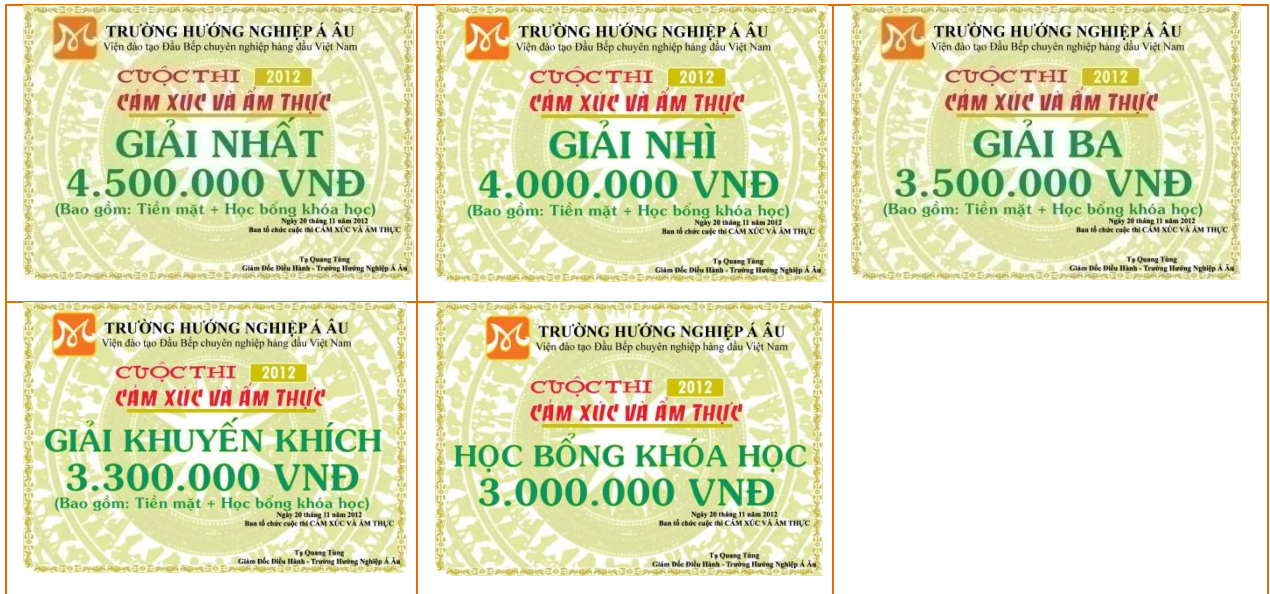 TRƯỜNG HƯỚNG NGHIỆP Á ÂU
Viện đào tạo Đầu Bếp chuyên nghiệp hàng đầu Việt Nam
CUỘC THI 2012
CẢM XÚC VÀ ẨM THỰC
GIẢI NHẤT
4.500.000 VNĐ
(Bao gồm: Tiền mặt + Học bổng khóa học)
Ngày 20 tháng 11 năm 2012
Ban tổ chức cuộc thi CẢM XÚC VÀ ẨM THỰC
Tạ Quang Tùng
Giám Đốc Điều Hành - Trường Hướng Nghiệp Á Âu
TRƯỜNG HƯỚNG NGHIỆP Á ÂU
Viện đào tạo Đầu Bếp chuyên nghiệp hàng đầu Việt Nam
CUỘC THI 2012
CẢM XÚC VÀ ẨM THỰC
GIẢI NHÌ
4.000.000 VNĐ
(Bao gồm: Tiền mặt + Học bổng khóa học)
Ngày 20 tháng 11 năm 2012
Ban tổ chức cuộc thi CẢM XÚC VÀ ẨM THỰC
Tạ Quang Tùng
Giám Đốc Điều Hành - Trường Hướng Nghiệp Á Âu
TRƯỜNG HƯỚNG NGHIỆP Á ÂU
Viện đào tạo Đầu Bếp chuyên nghiệp hàng đầu Việt Nam
CUỘC THI 2012
CẢM XÚC VÀ ẨM THỰC
GIẢI BA
3.500.000 VNĐ
(Bao gồm: Tiền mặt + Học bổng khóa học)
Ngày 20 tháng 11 năm 2012
Ban tổ chức cuộc thi CẢM XÚC VÀ ẨM THỰC
Tạ Quang Tùng
Giám Đốc Điều Hành - Trường Hướng Nghiệp Á Âu
TRƯỜNG HƯỚNG NGHIỆP Á ÂU
Viện đào tạo Đầu Bếp chuyên nghiệp hàng đầu Việt Nam
CUỘC THI 2012
CẢM XÚC VÀ ẨM THỰC
GIẢI KHUYẾN KHÍCH
3.300.000 VNĐ
(Bao gồm: Tiền mặt + Học bổng khóa học)
Ngày 20 tháng 11 năm 2012
Ban tổ chức cuộc thi CẢM XÚC VÀ ẨM THỰC
Tạ Quang Tùng
Giám Đốc Điều Hành - Trường Hướng Nghiệp Á Âu
TRƯỜNG HƯỚNG NGHIỆP Á ÂU
Viện đào tạo Đầu Bếp chuyên nghiệp hàng đầu Việt Nam
CUỘC THI 2012
CẢM XÚC VÀ ẨM THỰC
HỌC BỔNG KHÓA HỌC
3.000.000 VNĐ
Ngày 20 tháng 11 năm 2012
Ban tổ chức cuộc thi CẢM XÚC VÀ ẨM THỰC
Tạ Quang Tùng
Giám Đốc Điều Hành - Trường Hướng Nghiệp Á Âu